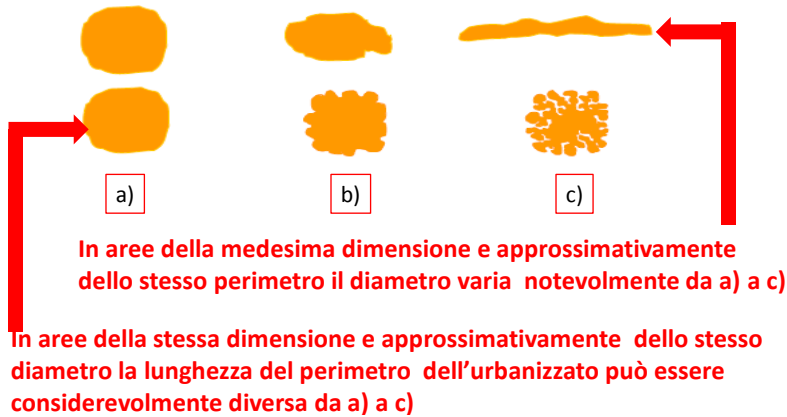 a)
b)
c)
In aree della medesima dimensione e approssimativamente
dello stesso perimetro il diametro varia notevolmente da a) a c)
In aree della stessa dimensione e approssimativamente dello stesso
diametro la lunghezza del perimetro dell'urbanizzato può essere
considerevolmente diversa da a) a c)